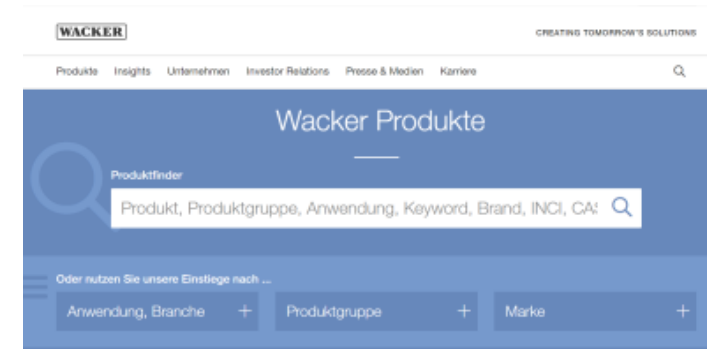 WACKER
CREATING TOMORROW'S SOLUTIONS
Produkte Insights Unternehmen Investor Relations Presse & Medien Karriere
Wacker Produkte
Produktfinder
Produkt, Produktgruppe, Anwendung, Keyword, Brand, INCI, CAS
Oder nutzen Sie unsere Einstiege nach ...
Anwendung, Branche + Produktgruppe + Marke +